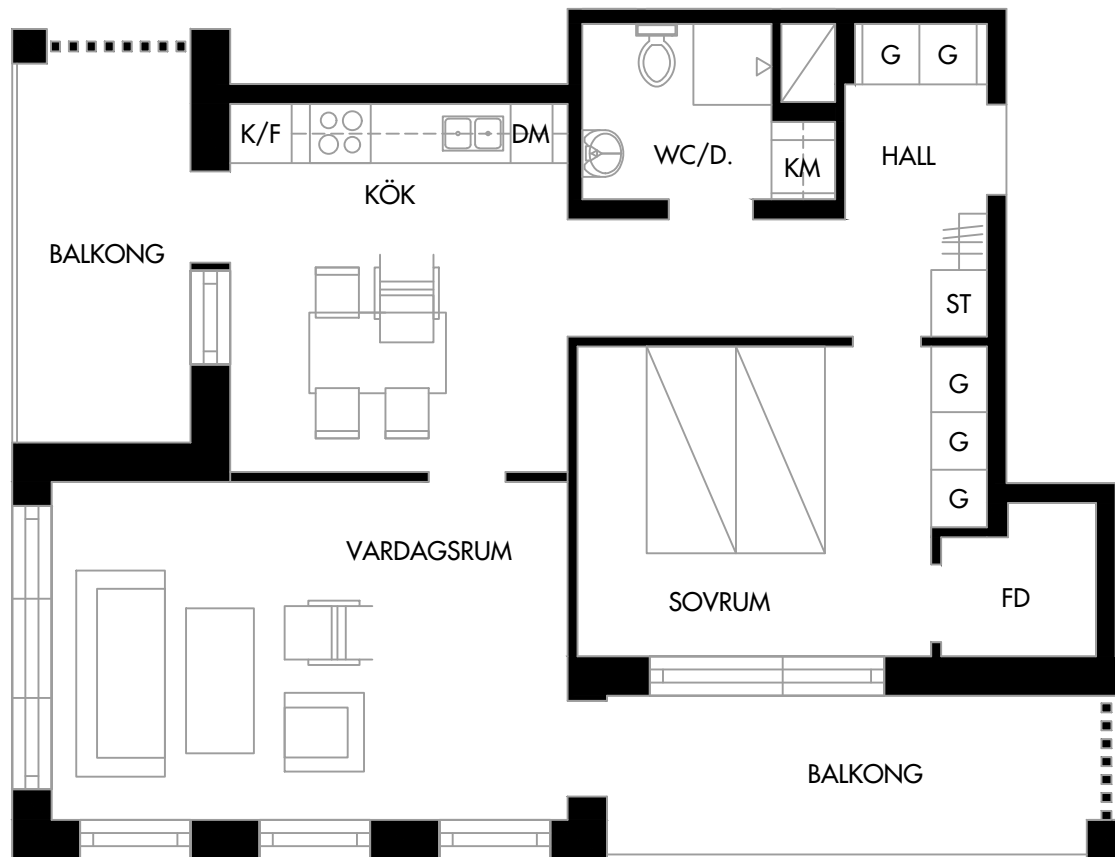 G G
K/F DM
WC/D. KM HALL
KÖK
BALKONG
ST
G
G
G
VARDAGSRUM
SOVRUM FD
BALKONG